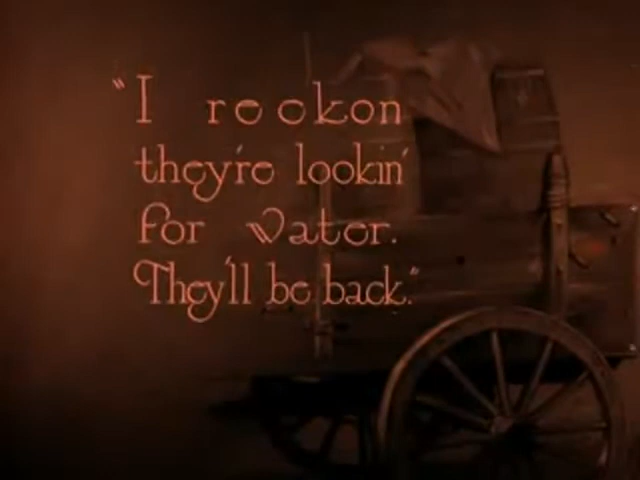 "I reckon
they're lookin'
for water.
They'll be back."